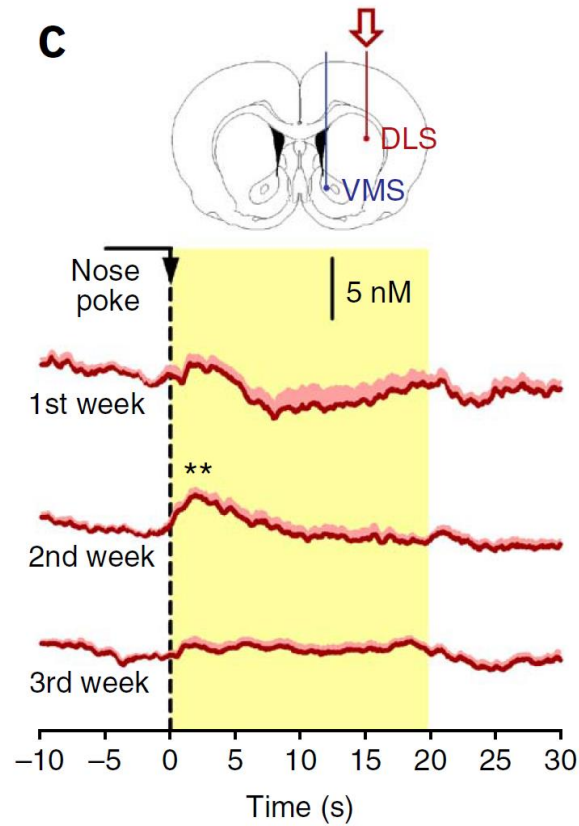 c
DLS
VMS
Nose
poke
5 nM
1st week
**
2nd week
3rd week
–10 –5 0 5 10 15 20 25 30
Time (s)